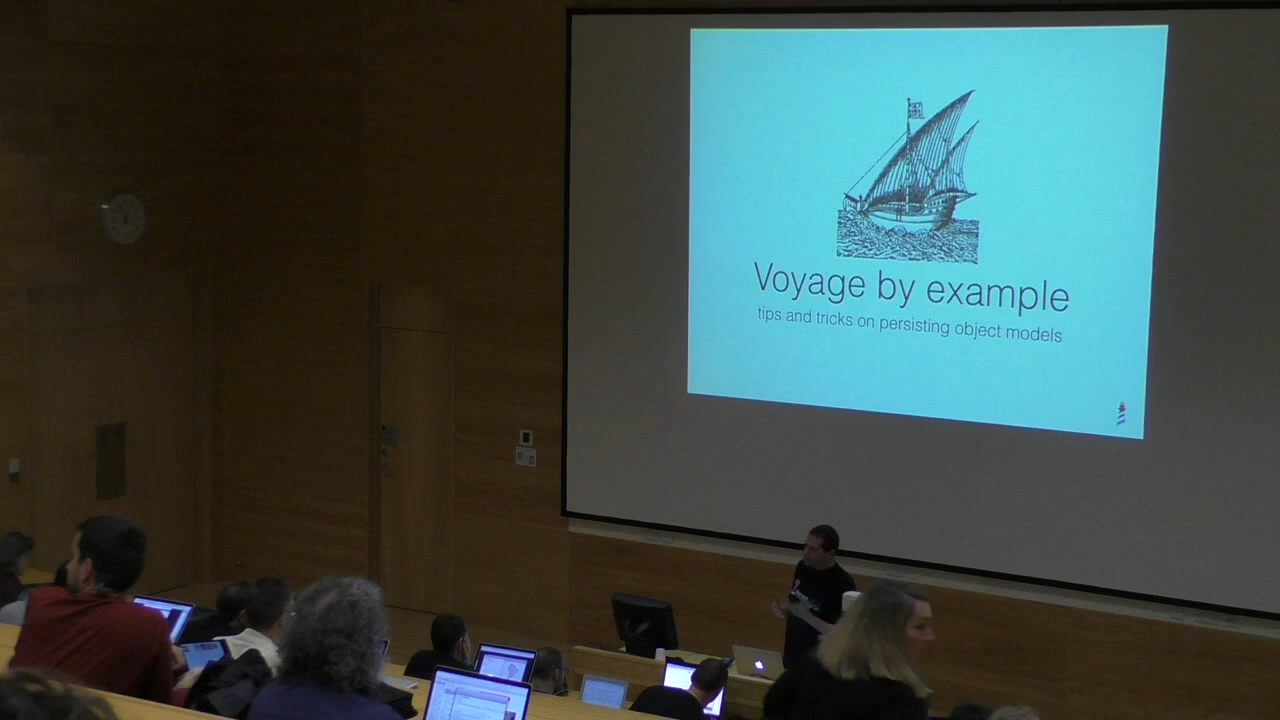 Voyage by example
tips and tricks on persisting object models